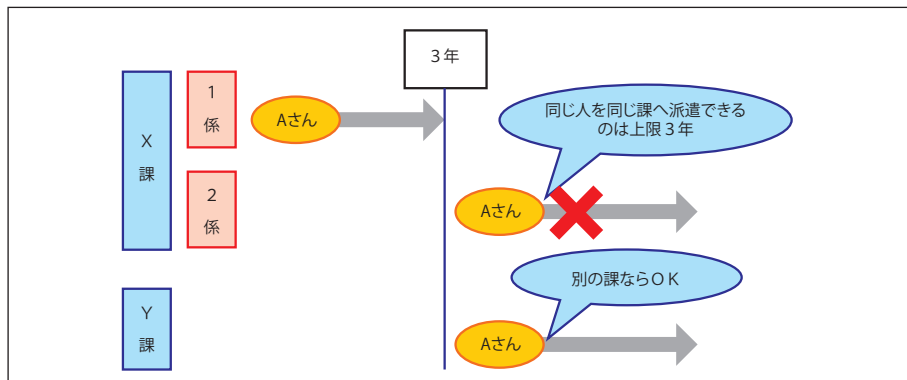 3年
X
課
1
係
Aさん
同じ人を同じ課へ派遣できる
のは上限3年
2
係
Aさん
別の課ならOK
Y
課
Aさん